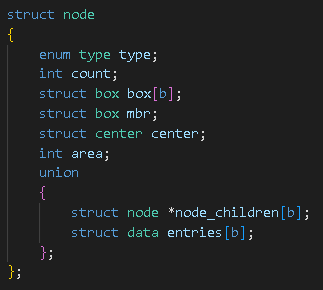 struct node
{
    enum type type;
    int count;
    struct box box[b];
    struct box mbr;
    struct center center;
    int area;
    union
    {
        struct node *node_children[b];
        struct data entries[b];
    };
};